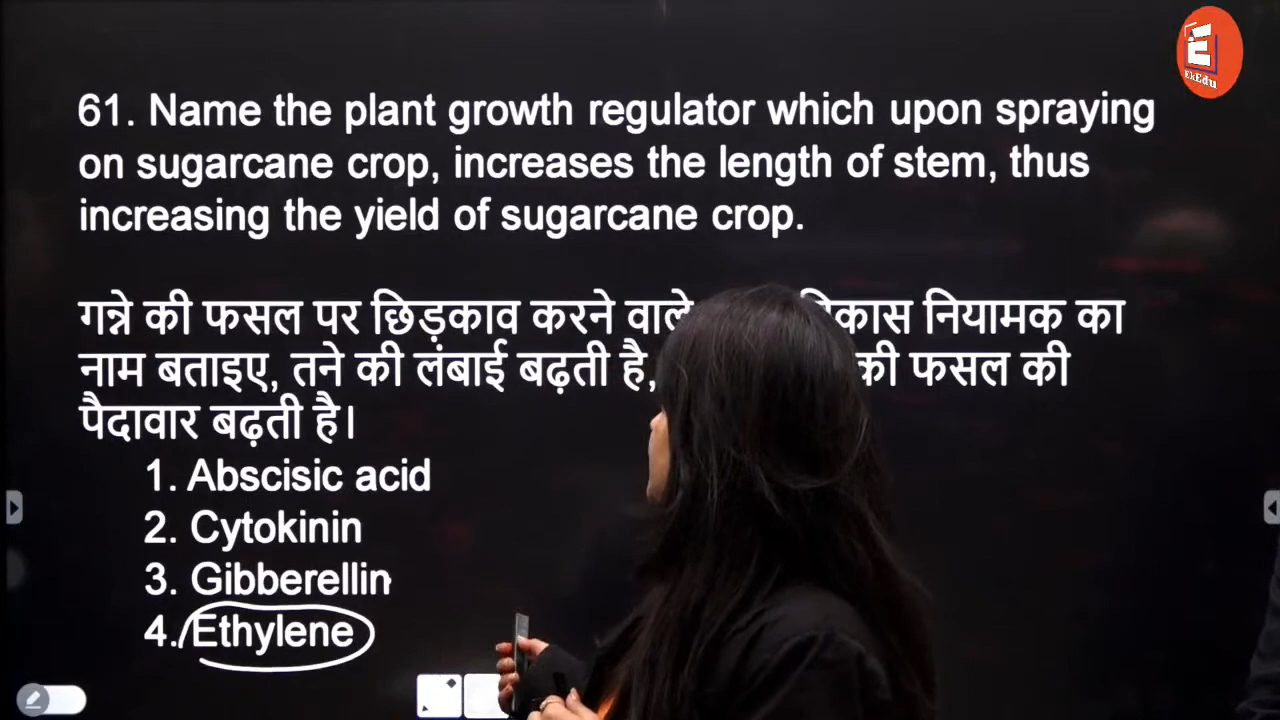 EkEdu
61. Name the plant growth regulator which upon spraying
on sugarcane crop, increases the length of stem, thus
increasing the yield of sugarcane crop.
गन्ने की फसल पर छिड़काव करने वाले नियामक का
नाम बताइए, तने की लंबाई बढ़ती है, की फसल की
पैदावार बढ़ती है।
1. Abscisic acid
2. Cytokinin
3. Gibberellin
4. Ethylene